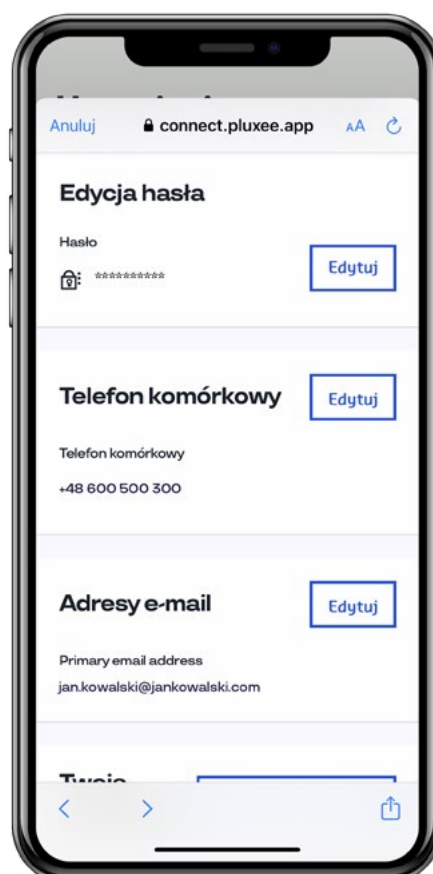 Anuluj connect.pluxee.app AA
Edycja hasła
Hasło
**********
Edytuj
Telefon komórkowy
Edytuj
Telefon komórkowy
+48 600 500 300
Adresy e-mail
Edytuj
Primary email address
jan.kowalski@jankowalski.com